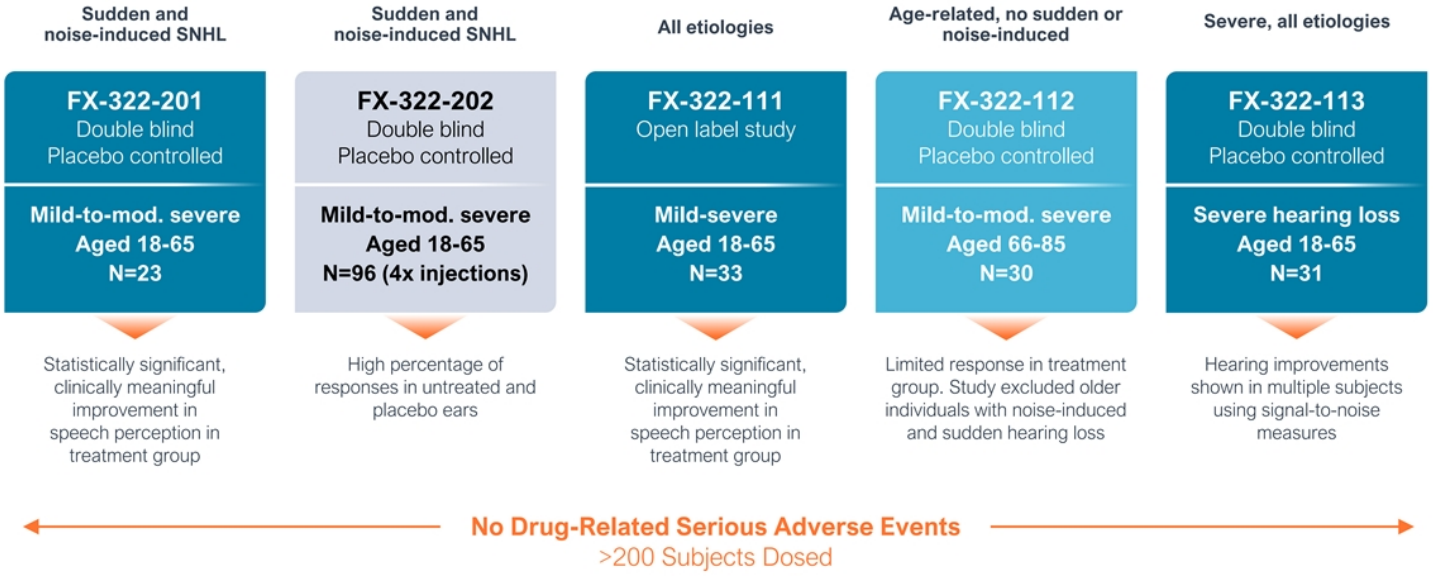 Sudden and
noise-induced SNHL
FX-322-201
Double blind
Placebo controlled
Mild-to-mod. severe
Aged 18-65
N=23
Statistically significant,
clinically meaningful
improvement in
speech perception in
treatment group
Sudden and
noise-induced SNHL
FX-322-202
Double blind
Placebo controlled
Mild-to-mod. severe
Aged 18-65
N=96 (4x injections)
High percentage of
responses in untreated and
placebo ears
All etiologies
FX-322-111
Open label study
Mild-severe
Aged 18-65
N=33
Statistically significant,
clinically meaningful
improvement in
speech perception in
treatment group
Age-related, no sudden or
noise-induced
FX-322-112
Double blind
Placebo controlled
Mild-to-mod. severe
Aged 66-85
N=30
Limited response in treatment
group. Study excluded older
individuals with noise-induced
and sudden hearing loss
Severe, all etiologies
FX-322-113
Double blind
Placebo controlled
Severe hearing loss
Aged 18-65
N=31
Hearing improvements
shown in multiple subjects
using signal-to-noise
measures
No Drug-Related Serious Adverse Events
>200 Subjects Dosed